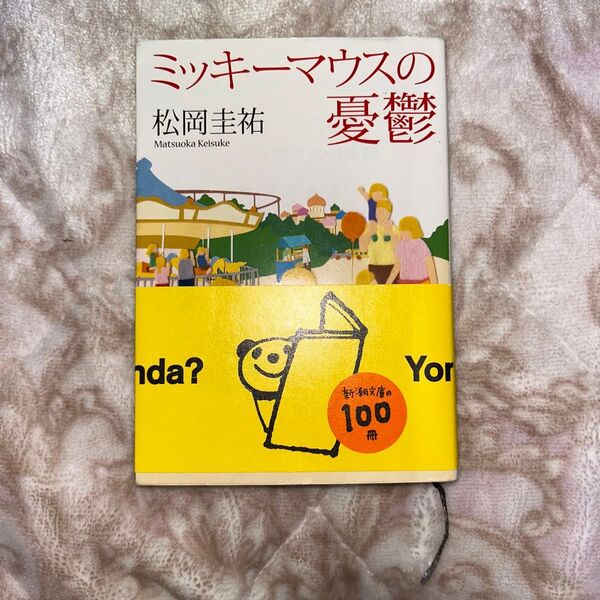 ミッキーマウスの
憂鬱
松岡圭祐
Matsuoka Keisuke
nda?
Yon
新潮文庫の
100
冊